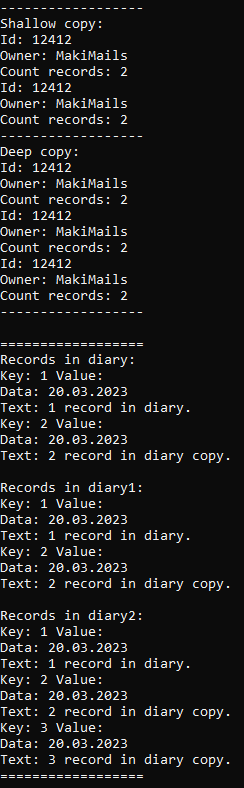 ------------------
Shallow copy:
Id: 12412
Owner: MakiMails
Count records: 2
Id: 12412
Owner: MakiMails
Count records: 2
------------------
Deep copy:
Id: 12412
Owner: MakiMails
Count records: 2
Id: 12412
Owner: MakiMails
Count records: 2
Id: 12412
Owner: MakiMails
Count records: 2
------------------
==================
Records in diary:
Key: 1 Value:
Data: 20.03.2023
Text: 1 record in diary.
Key: 2 Value:
Data: 20.03.2023
Text: 2 record in diary copy.
Records in diary1:
Key: 1 Value:
Data: 20.03.2023
Text: 1 record in diary.
Key: 2 Value:
Data: 20.03.2023
Text: 2 record in diary copy.
Records in diary2:
Key: 1 Value:
Data: 20.03.2023
Text: 1 record in diary.
Key: 2 Value:
Data: 20.03.2023
Text: 2 record in diary copy.
Key: 3 Value:
Data: 20.03.2023
Text: 3 record in diary copy.
==================